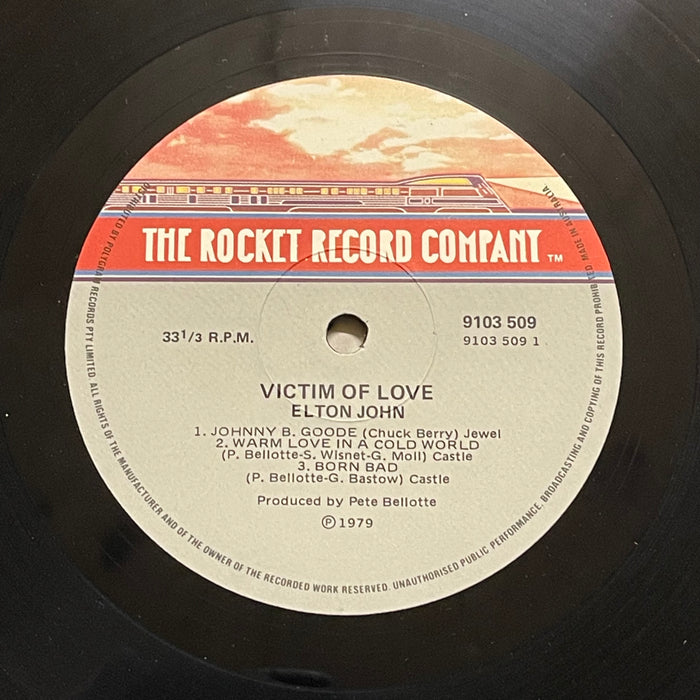 THE ROCKET RECORD COMPANY ™
33 1/3 R.P.M.
9103 509
9103 509 1
VICTIM OF LOVE
ELTON JOHN
1. JOHNNY B. GOODE (Chuck Berry) Jewel
2. WARM LOVE IN A COLD WORLD
(P. Bellotte-S. Wisnet-G. Moll) Castle
3. BORN BAD
(P. Bellotte-G. Bastow) Castle
Produced by Pete Bellotte
Ⓟ 1979
DISTRIBUTED BY POLYGRAM RECORDS PTY LIMITED. ALL RIGHTS OF THE MANUFACTURER AND OF THE OWNER OF THE RECORDED WORK RESERVED. UNAUTHORISED PUBLIC PERFORMANCE, BROADCASTING AND COPYING OF THIS RECORD PROHIBITED MADE IN AUSTRALIA.